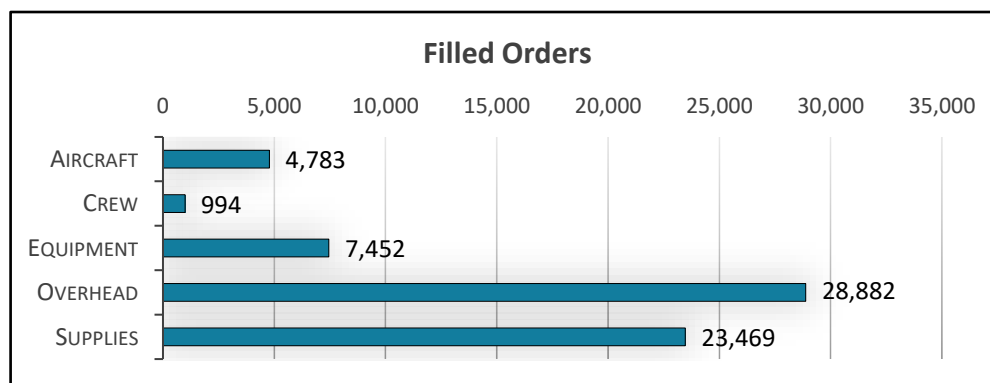 Filled Orders
0 5,000 10,000 15,000 20,000 25,000 30,000 35,000
AIRCRAFT 4,783
CREW 994
EQUIPMENT 7,452
OVERHEAD 28,882
SUPPLIES 23,469